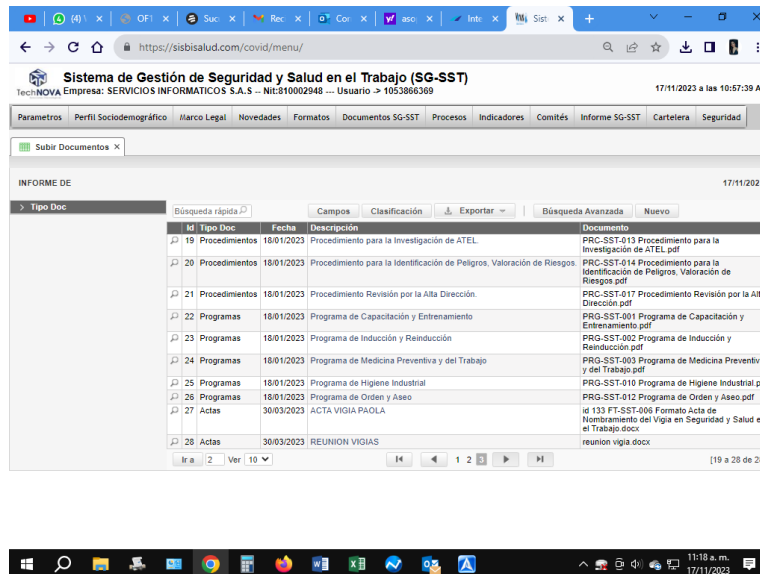 (4) \
OF1
Suc
Rec
Cor
aso
Inte
Sist
https://sisbisalud.com/covid/menu/
TechNOVA
Sistema de Gestión de Seguridad y Salud en el Trabajo (SG-SST)
Empresa: SERVICIOS INFORMATICOS S.A.S -- Nit:810002948 --- Usuario -> 1053866369
17/11/2023 a las 10:57:39 A
Parametros Perfil Sociodemográfico Marco Legal Novedades Formatos Documentos SG-SST Procesos Indicadores Comités Informe SG-SST Cartelera Seguridad
Subir Documentos
INFORME DE
17/11/202
> Tipo Doc
Búsqueda rápida Campos Clasificación Exportar Búsqueda Avanzada Nuevo
Id Tipo Doc Fecha Descripción Documento
19 Procedimientos 18/01/2023 Procedimiento para la Investigación de ATEL. PRC-SST-013 Procedimiento para la
Investigación de ATEL.pdf
20 Procedimientos 18/01/2023 Procedimiento para la Identificación de Peligros, Valoración de Riesgos. PRC-SST-014 Procedimiento para la
Identificación de Peligros, Valoración de
Riesgos.pdf
21 Procedimientos 18/01/2023 Procedimiento Revisión por la Alta Dirección. PRC-SST-017 Procedimiento Revisión por la Al
Dirección.pdf
22 Programas 18/01/2023 Programa de Capacitación y Entrenamiento PRG-SST-001 Programa de Capacitación y
Entrenamiento.pdf
23 Programas 18/01/2023 Programa de Inducción y Reinducción PRG-SST-002 Programa de Inducción y
Reinducción.pdf
24 Programas 18/01/2023 Programa de Medicina Preventiva y del Trabajo PRG-SST-003 Programa de Medicina Preventiv
y del Trabajo.pdf
25 Programas 18/01/2023 Programa de Higiene Industrial PRG-SST-010 Programa de Higiene Industrial.p
26 Programas 18/01/2023 Programa de Orden y Aseo PRG-SST-012 Programa de Orden y Aseo.pdf
27 Actas 30/03/2023 ACTA VIGIA PAOLA id 133 FT-SST-006 Formato Acta de
Nombramiento del Vigia en Seguridad y Salud e
el Trabajo.docx
28 Actas 30/03/2023 REUNION VIGIAS reunion vigia.docx
Ir a 2 Ver 10 1 2 3 [19 a 28 de 28
11:18 a. m.
17/11/2023